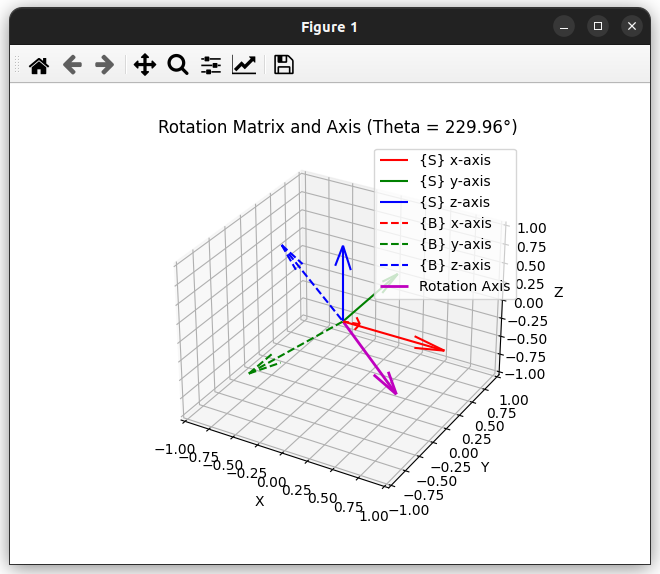 Figure 1
Rotation Matrix and Axis (Theta = 229.96°)
{S} x-axis
{S} y-axis
{S} z-axis
{B} x-axis
{B} y-axis
{B} z-axis
Rotation Axis
1.00
0.75
0.50
0.25
0.00
−0.25
−0.50
−0.75
−1.00
Z
1.00
0.75
0.50
0.25
0.00
−0.25
−0.50
−0.75
−1.00
Y
−1.00
−0.75
−0.50
−0.25
0.00
0.25
0.50
0.75
1.00
X